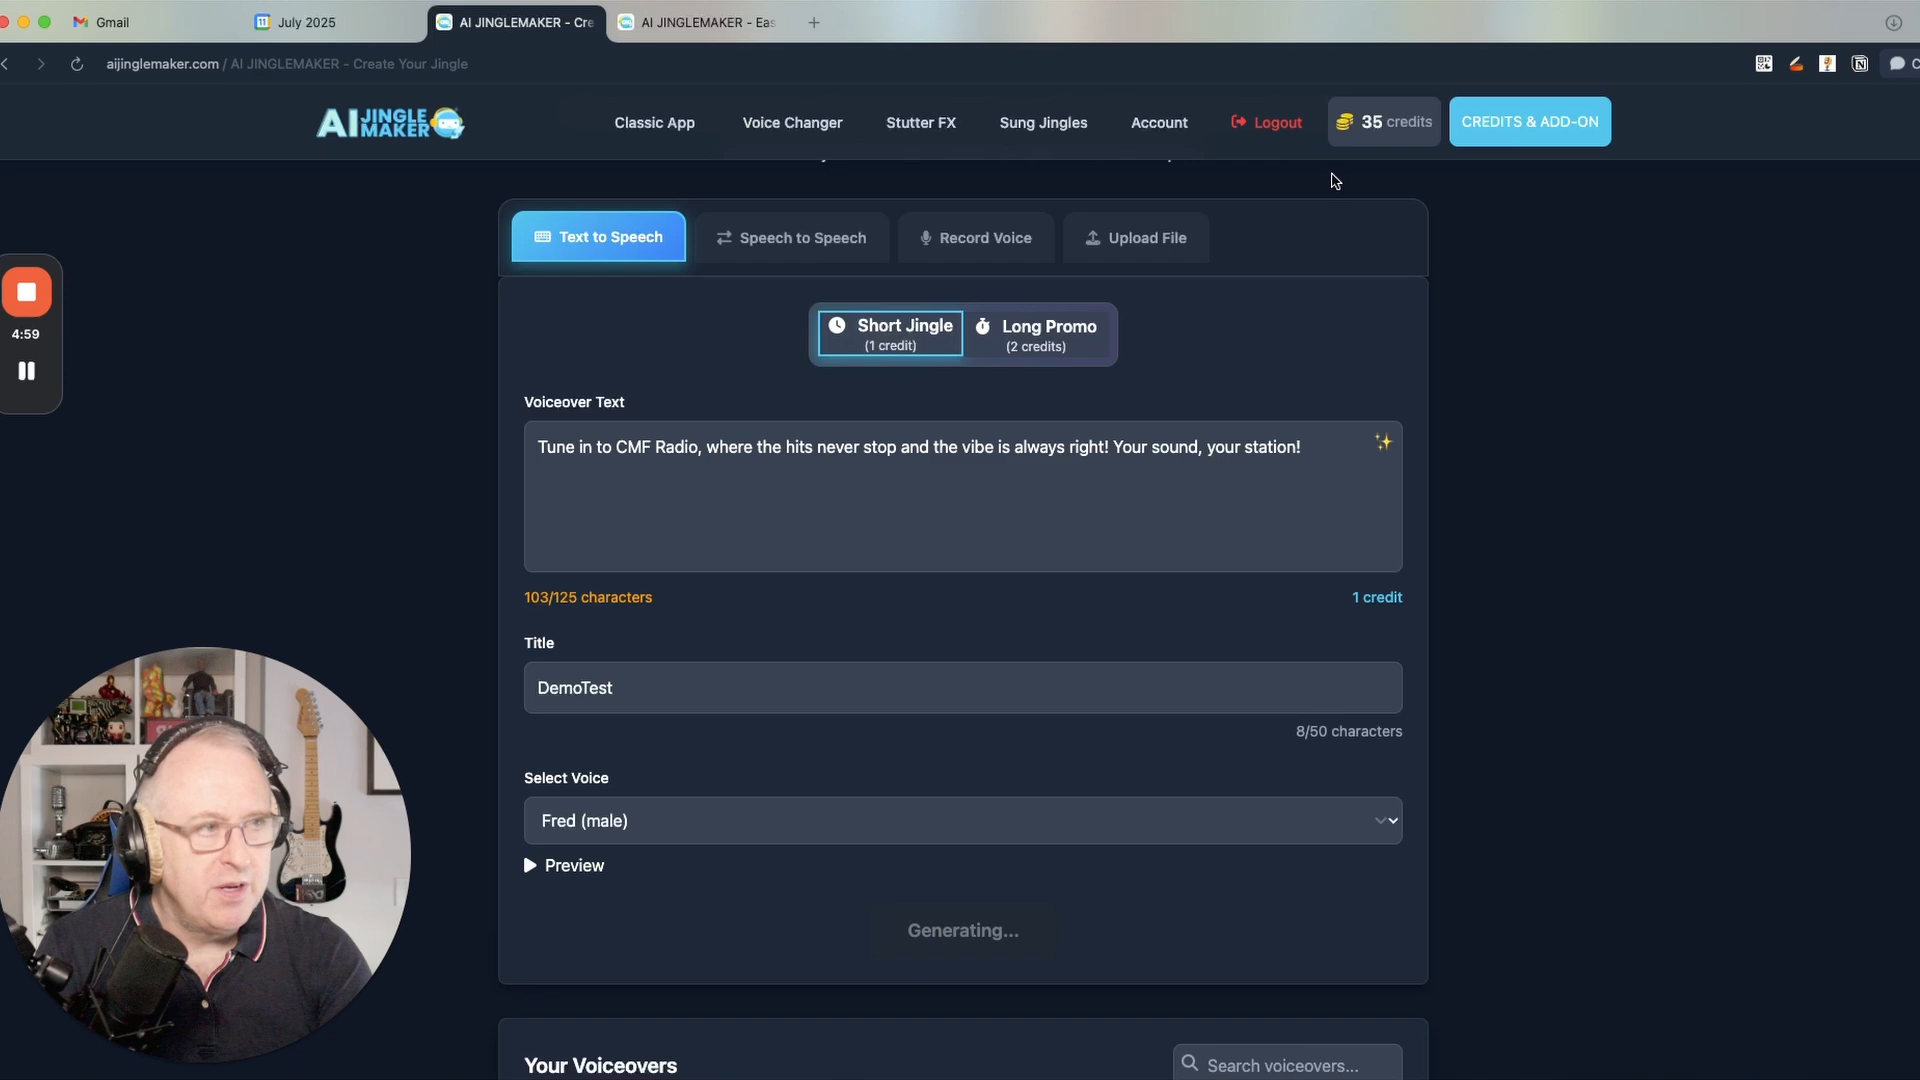 Gmail
July 2025
AI JINGLEMAKER - Cre
AI JINGLEMAKER - Eas
aijinglemaker.com / AI JINGLEMAKER - Create Your Jingle
AI JINGLE MAKER
Classic App
Voice Changer
Stutter FX
Sung Jingles
Account
Logout
35 credits
CREDITS & ADD-ON
Text to Speech
Speech to Speech
Record Voice
Upload File
4:59
Short Jingle
(1 credit)
Long Promo
(2 credits)
Voiceover Text
Tune in to CMF Radio, where the hits never stop and the vibe is always right! Your sound, your station!
103/125 characters
1 credit
Title
DemoTest
8/50 characters
Select Voice
Fred (male)
Preview
Generating...
Your Voiceovers
Search voiceovers...